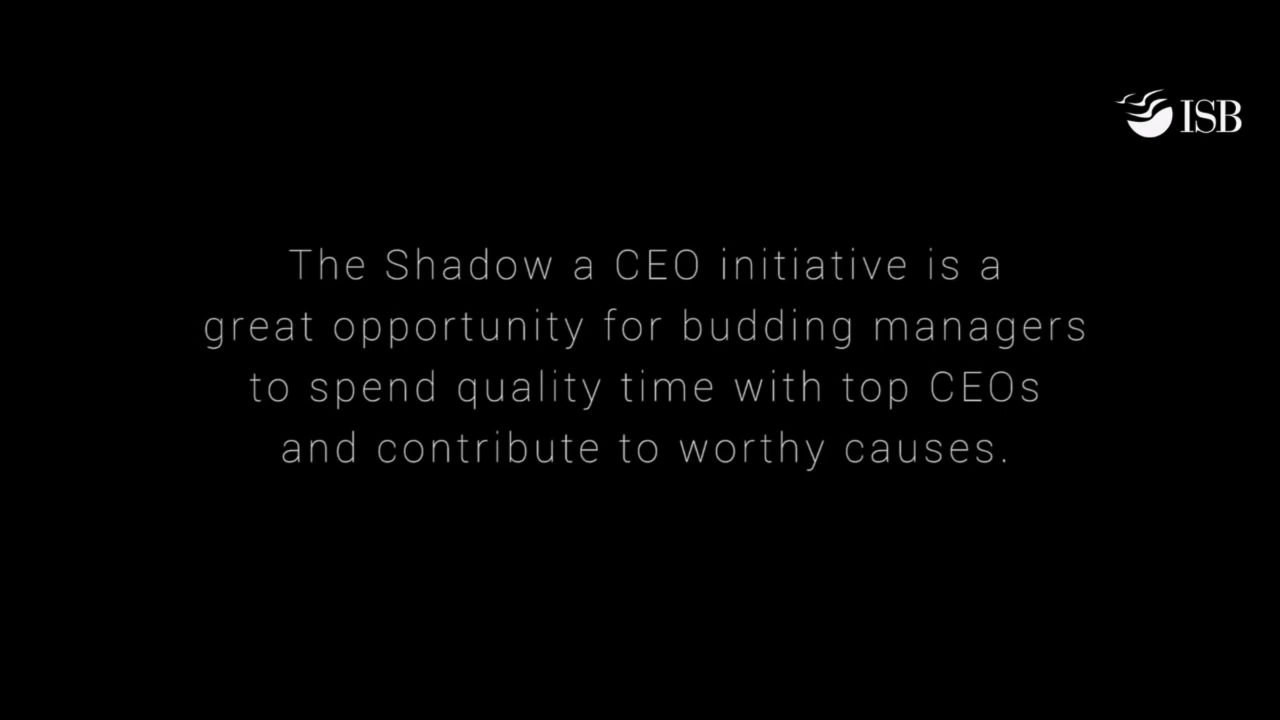 ISB
The Shadow a CEO initiative is a
great opportunity for budding managers
to spend quality time with top CEOs
and contribute to worthy causes.